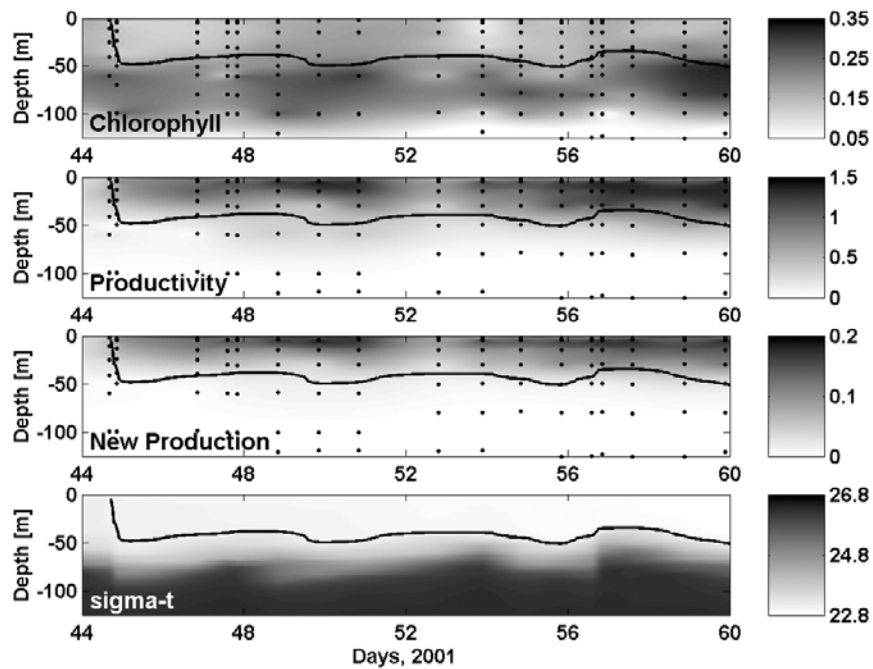 0
-50
-100
Depth [m]
Chlorophyll
44 48 52 56 60
0.35
0.25
0.15
0.05
0
-50
-100
Depth [m]
Productivity
44 48 52 56 60
1.5
1
0.5
0
0
-50
-100
Depth [m]
New Production
44 48 52 56 60
0.2
0.1
0
0
-50
-100
Depth [m]
sigma-t
44 48 52 56 60
26.8
24.8
22.8
Days, 2001